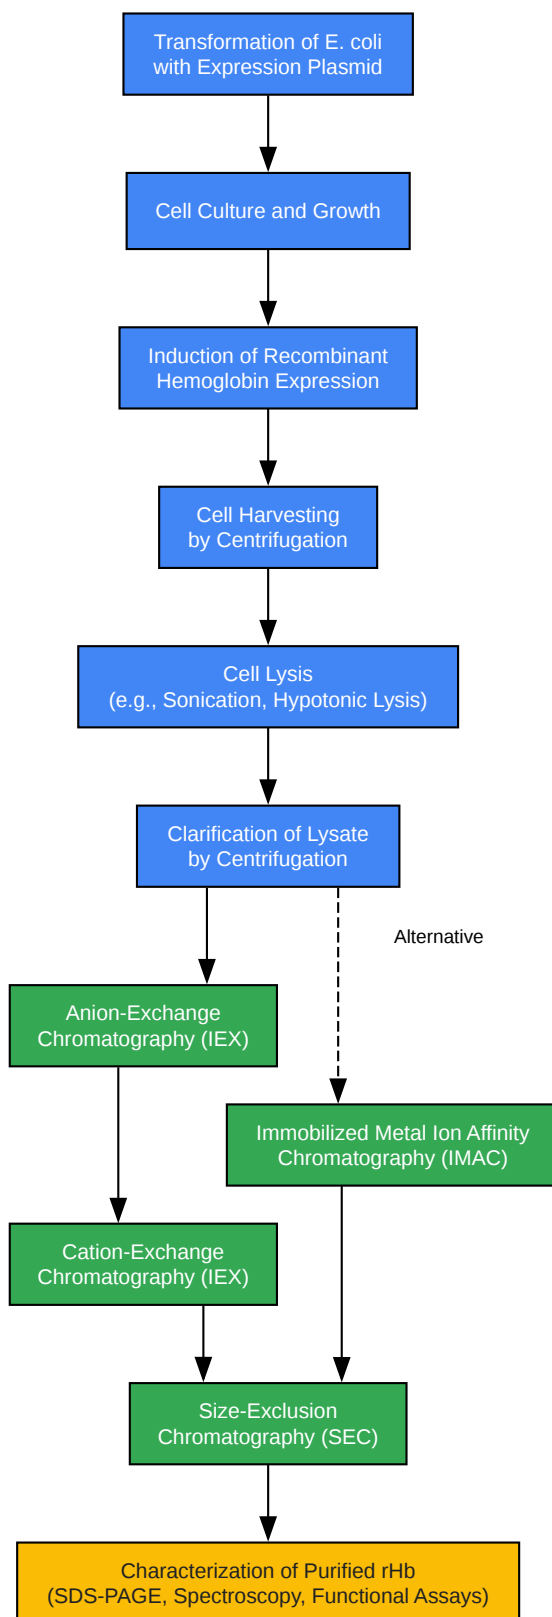 Transformation of E. coli
with Expression Plasmid
Cell Culture and Growth
Induction of Recombinant
Hemoglobin Expression
Cell Harvesting
by Centrifugation
Cell Lysis
(e.g., Sonication, Hypotonic Lysis)
Clarification of Lysate
by Centrifugation
Alternative
Anion-Exchange
Chromatography (IEX)
Immobilized Metal Ion Affinity
Chromatography (IMAC)
Cation-Exchange
Chromatography (IEX)
Size-Exclusion
Chromatography (SEC)
Characterization of Purified rHb
(SDS-PAGE, Spectroscopy, Functional Assays)